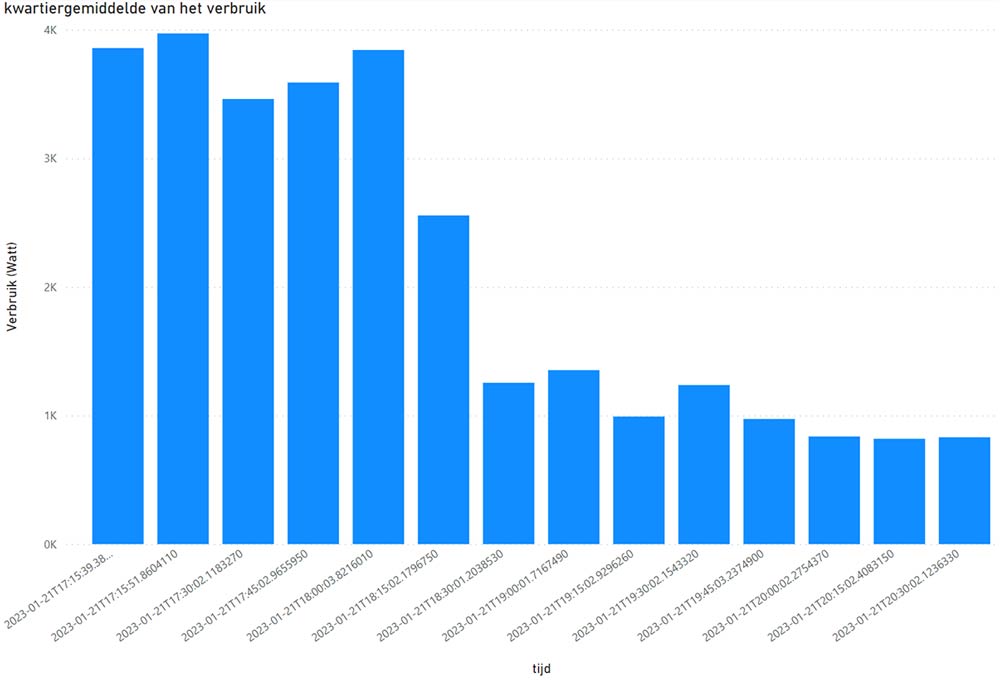 kwartiergemiddelde van het verbruik
4K
3K
2K
1K
0K
Verbruik (Watt)
2023-01-21T17:15:39.38...
2023-01-21T17:15:51.8604110
2023-01-21T17:30:02.1183270
2023-01-21T17:45:02.9655950
2023-01-21T18:00:03.8216010
2023-01-21T18:15:02.1796750
2023-01-21T18:30:01.2038530
2023-01-21T19:00:01.7167490
2023-01-21T19:15:02.9296260
2023-01-21T19:30:02.1543320
2023-01-21T19:45:03.2374900
2023-01-21T20:00:02.2754370
2023-01-21T20:15:02.4083150
2023-01-21T20:30:02.1236330
tijd